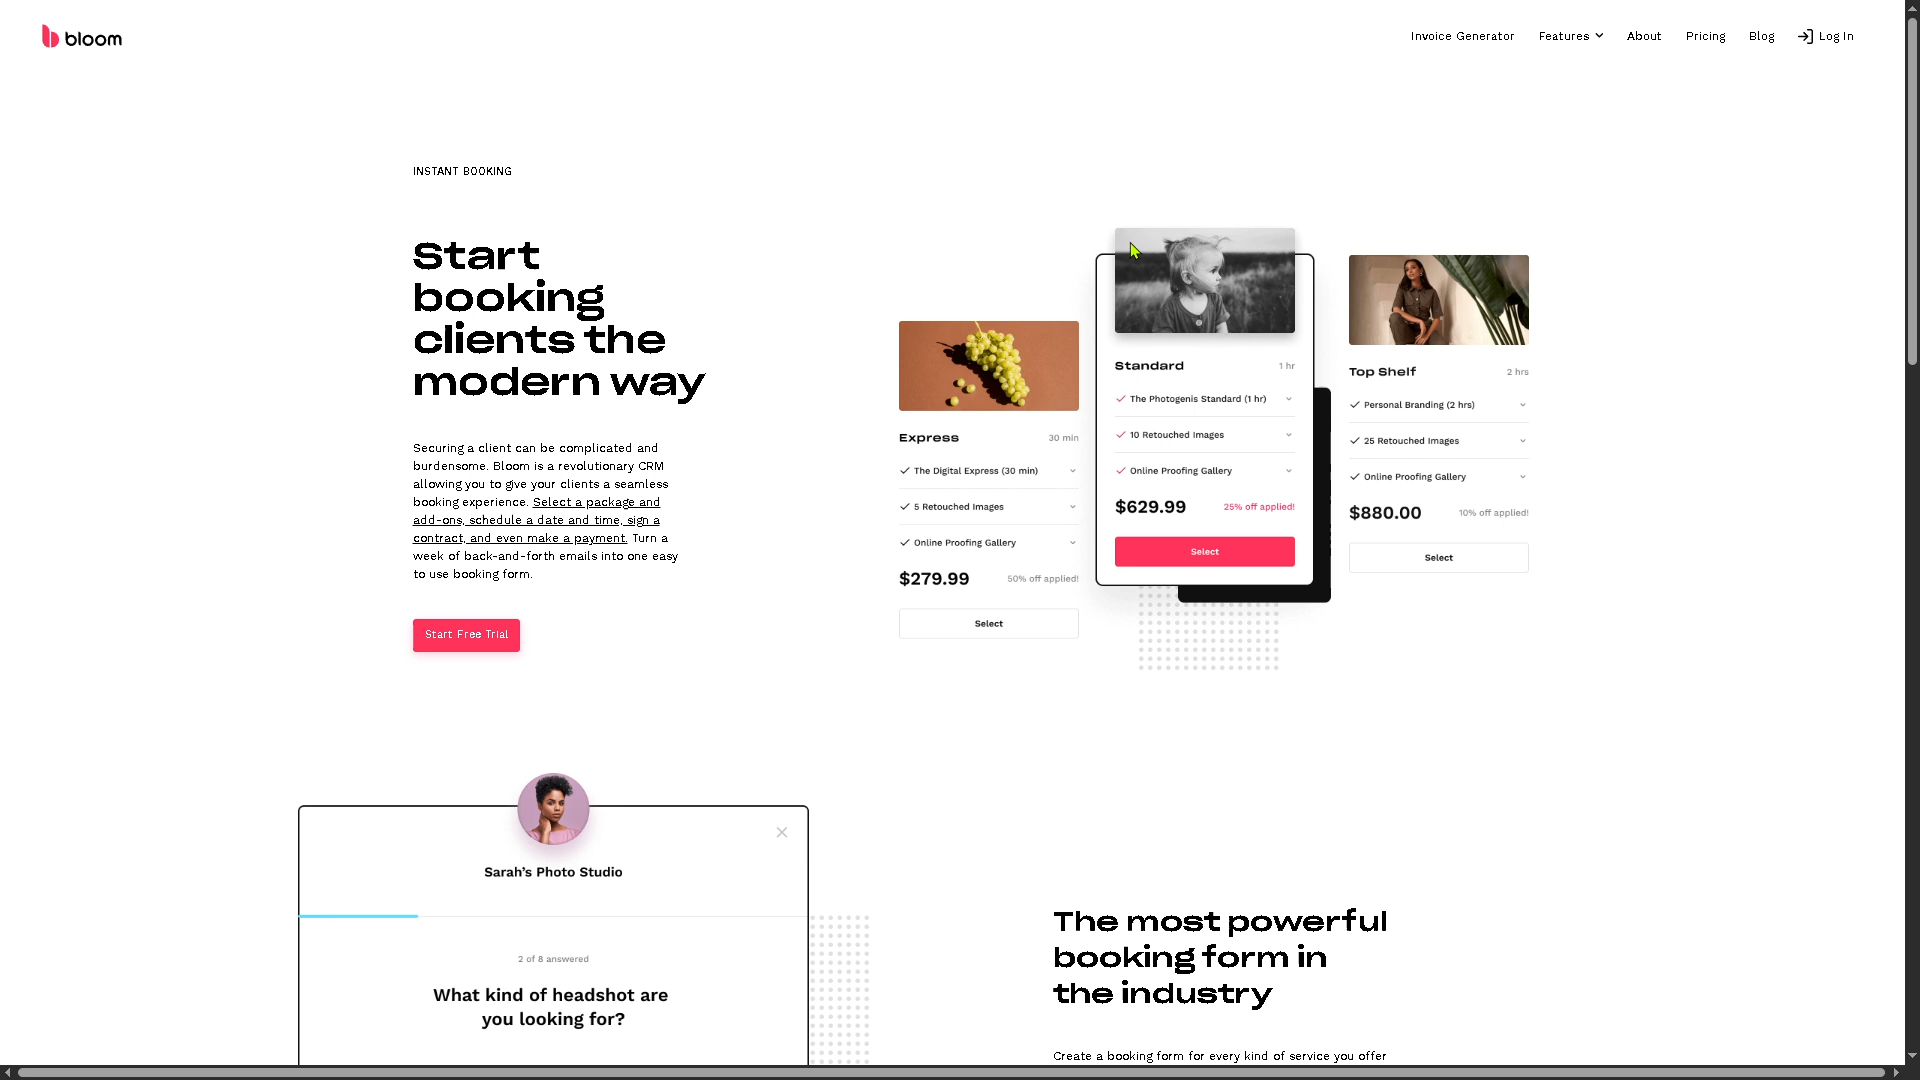 bloom
Invoice Generator
Features
About
Pricing
Blog
Log In
INSTANT BOOKING
Start
booking
clients the
modern way
Securing a client can be complicated and
burdensome. Bloom is a revolutionary CRM
allowing you to give your clients a seamless
booking experience. Select a package and
add-ons, schedule a date and time, sign a
contract, and even make a payment. Turn a
week of back-and-forth emails into one easy
to use booking form.
Start Free Trial
Express 30 min
The Digital Express (30 min)
5 Retouched Images
Online Proofing Gallery
$279.99 50% off applied!
Select
Standard 1 hr
The Photogenis Standard (1 hr)
10 Retouched Images
Online Proofing Gallery
$629.99 25% off applied!
Select
Top Shelf 2 hrs
Personal Branding (2 hrs)
25 Retouched Images
Online Proofing Gallery
$880.00 10% off applied!
Select
Sarah's Photo Studio
2 of 8 answered
What kind of headshot are
you looking for?
The most powerful
booking form in
the industry
Create a booking form for every kind of service you offer